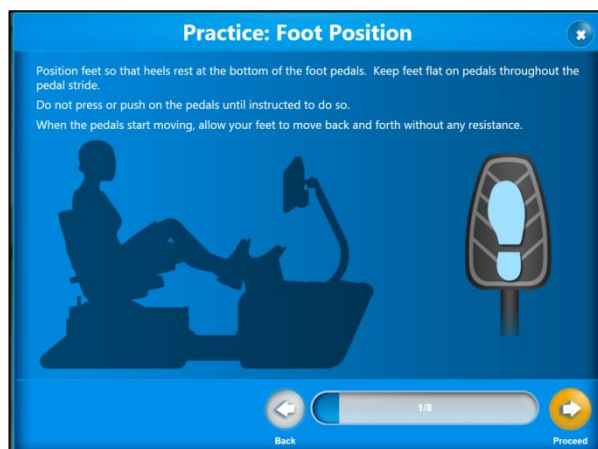 Practice: Foot Position
Position feet so that heels rest at the bottom of the foot pedals.  Keep feet flat on pedals throughout the
pedal stride.
Do not press or push on the pedals until instructed to do so.
When the pedals start moving, allow your feet to move back and forth without any resistance.
1/8
Back
Proceed